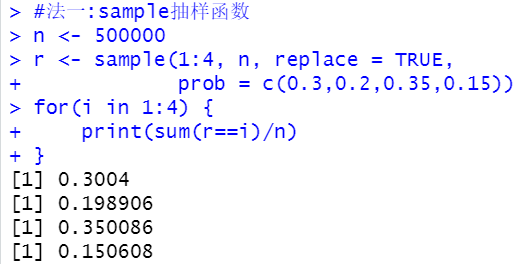 > #法一:sample抽样函数
> n <- 500000
> r <- sample(1:4, n, replace = TRUE,
+             prob = c(0.3,0.2,0.35,0.15))
> for(i in 1:4) {
+     print(sum(r==i)/n)
+ }
[1] 0.3004
[1] 0.198906
[1] 0.350086
[1] 0.150608